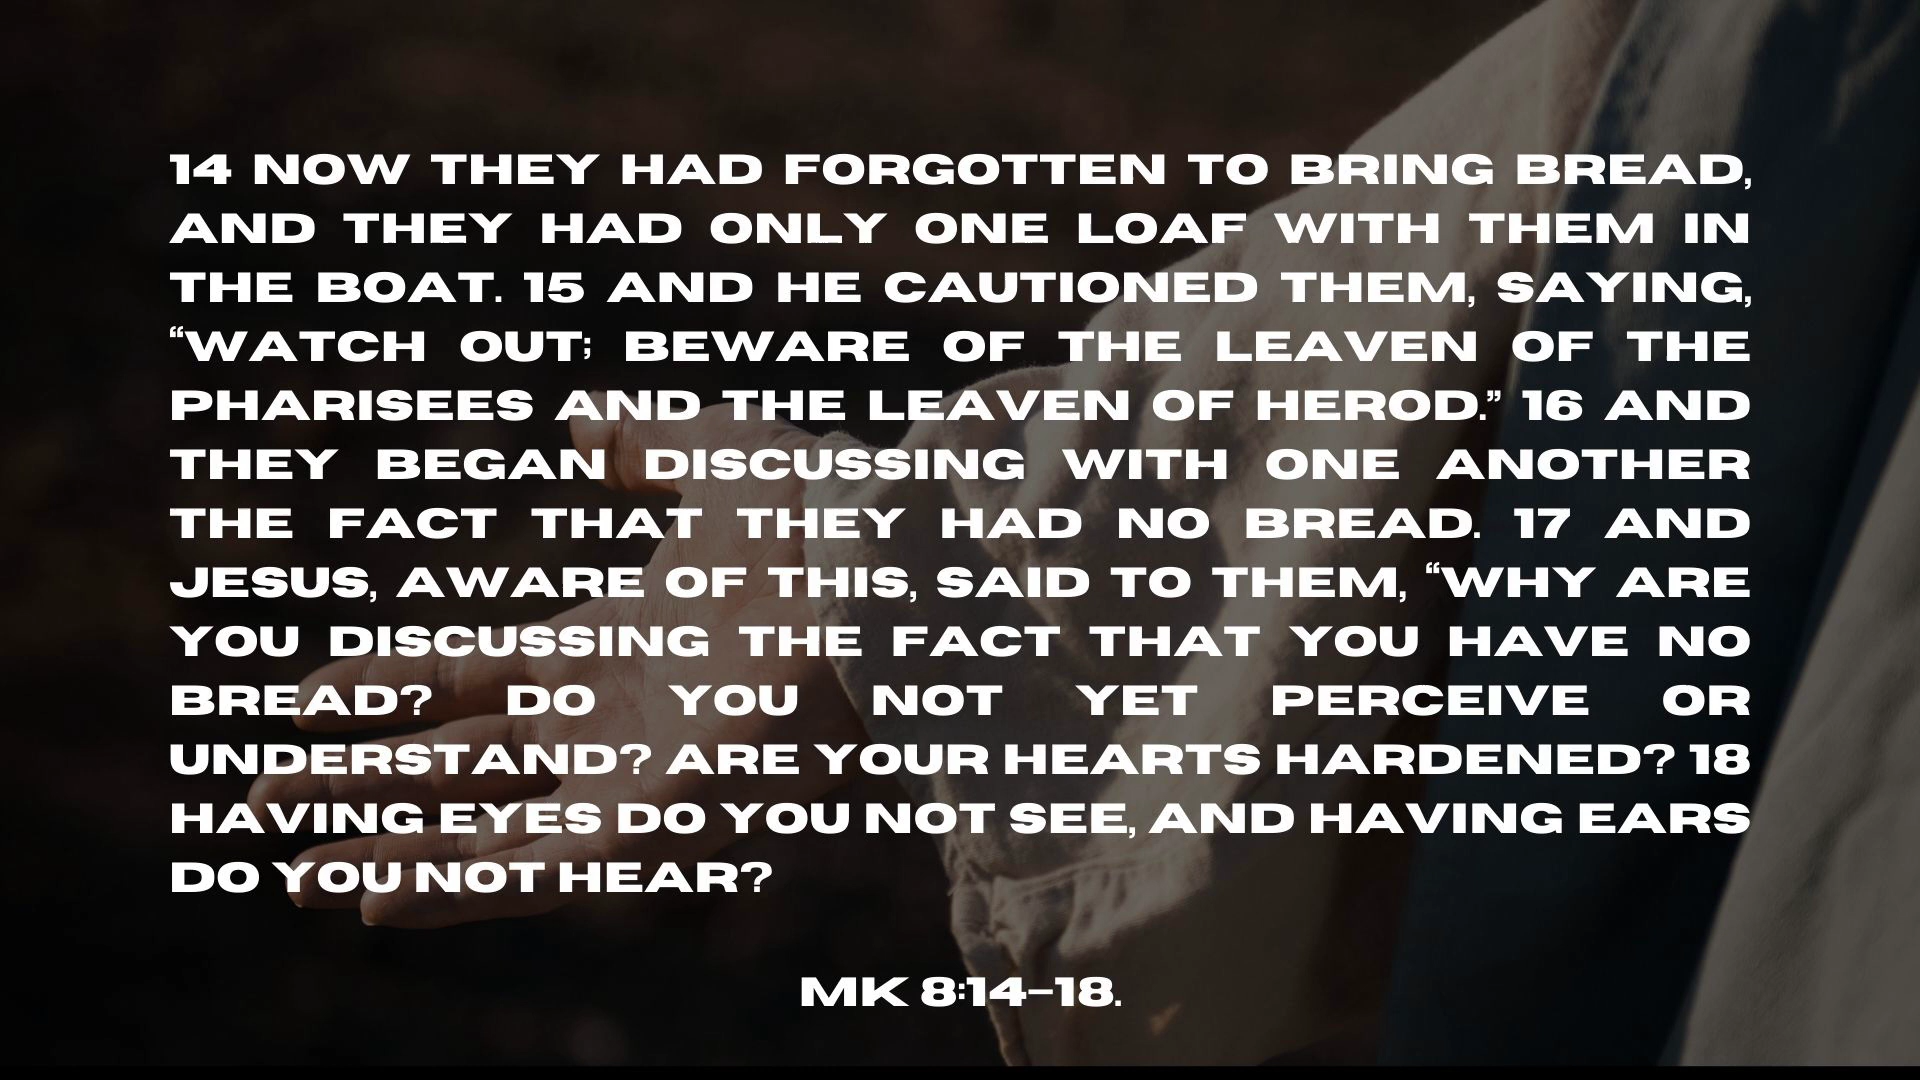 14 NOW THEY HAD FORGOTTEN TO BRING BREAD,
AND THEY HAD ONLY ONE LOAF WITH THEM IN
THE BOAT. 15 AND HE CAUTIONED THEM, SAYING,
“WATCH OUT; BEWARE OF THE LEAVEN OF THE
PHARISEES AND THE LEAVEN OF HEROD.” 16 AND
THEY BEGAN DISCUSSING WITH ONE ANOTHER
THE FACT THAT THEY HAD NO BREAD. 17 AND
JESUS, AWARE OF THIS, SAID TO THEM, “WHY ARE
YOU DISCUSSING THE FACT THAT YOU HAVE NO
BREAD? DO YOU NOT YET PERCEIVE OR
UNDERSTAND? ARE YOUR HEARTS HARDENED? 18
HAVING EYES DO YOU NOT SEE, AND HAVING EARS
DO YOU NOT HEAR?
MK 8:14–18.